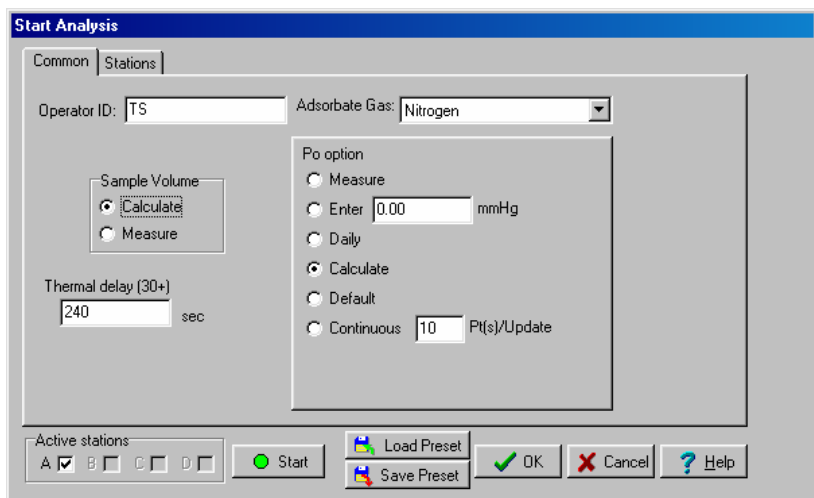 Start Analysis
Common Stations
Operator ID: TS Adsorbate Gas: Nitrogen
Sample Volume
Calculate
Measure
Thermal delay (30+)
240 sec
Po option
Measure
Enter 0.00 mmHg
Daily
Calculate
Default
Continuous 10 Pt(s)/Update
Active stations
A B C D
Start
Load Preset
Save Preset
OK
Cancel
Help